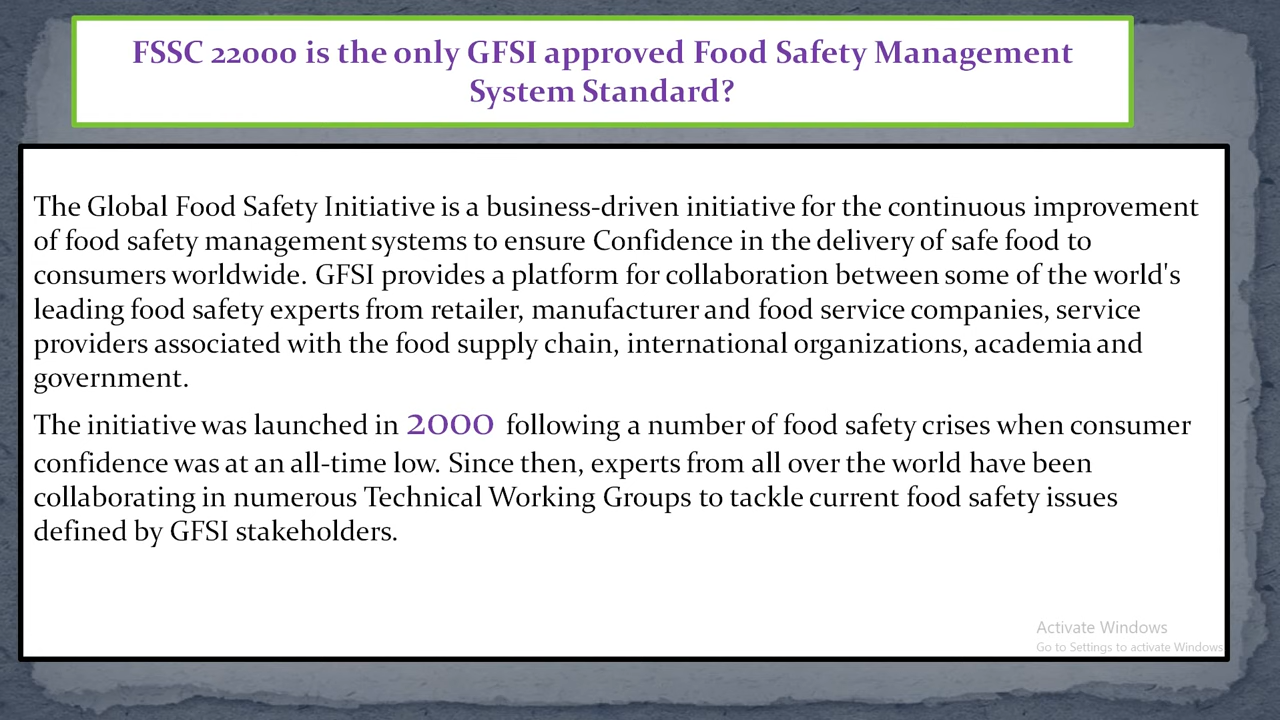 FSSC 22000 is the only GFSI approved Food Safety Management
System Standard?
The Global Food Safety Initiative is a business-driven initiative for the continuous improvement
of food safety management systems to ensure Confidence in the delivery of safe food to
consumers worldwide. GFSI provides a platform for collaboration between some of the world's
leading food safety experts from retailer, manufacturer and food service companies, service
providers associated with the food supply chain, international organizations, academia and
government.
The initiative was launched in 2000 following a number of food safety crises when consumer
confidence was at an all-time low. Since then, experts from all over the world have been
collaborating in numerous Technical Working Groups to tackle current food safety issues
defined by GFSI stakeholders.
Activate Windows
Go to Settings to activate Windows